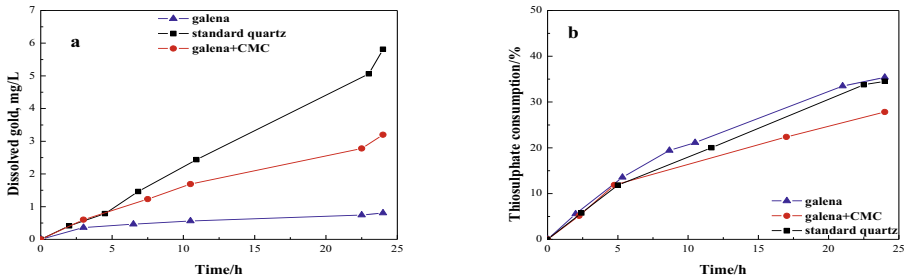 galena
standard quartz
galena+CMC
a
Dissolved gold, mg/L
6
5
4
3
2
1
0
0 5 10 15 20 25
Time/h
b
Thiosulphate consumption/%
50
40
30
20
10
0
galena
galena+CMC
standard quartz
0 5 10 15 20 25
Time/h